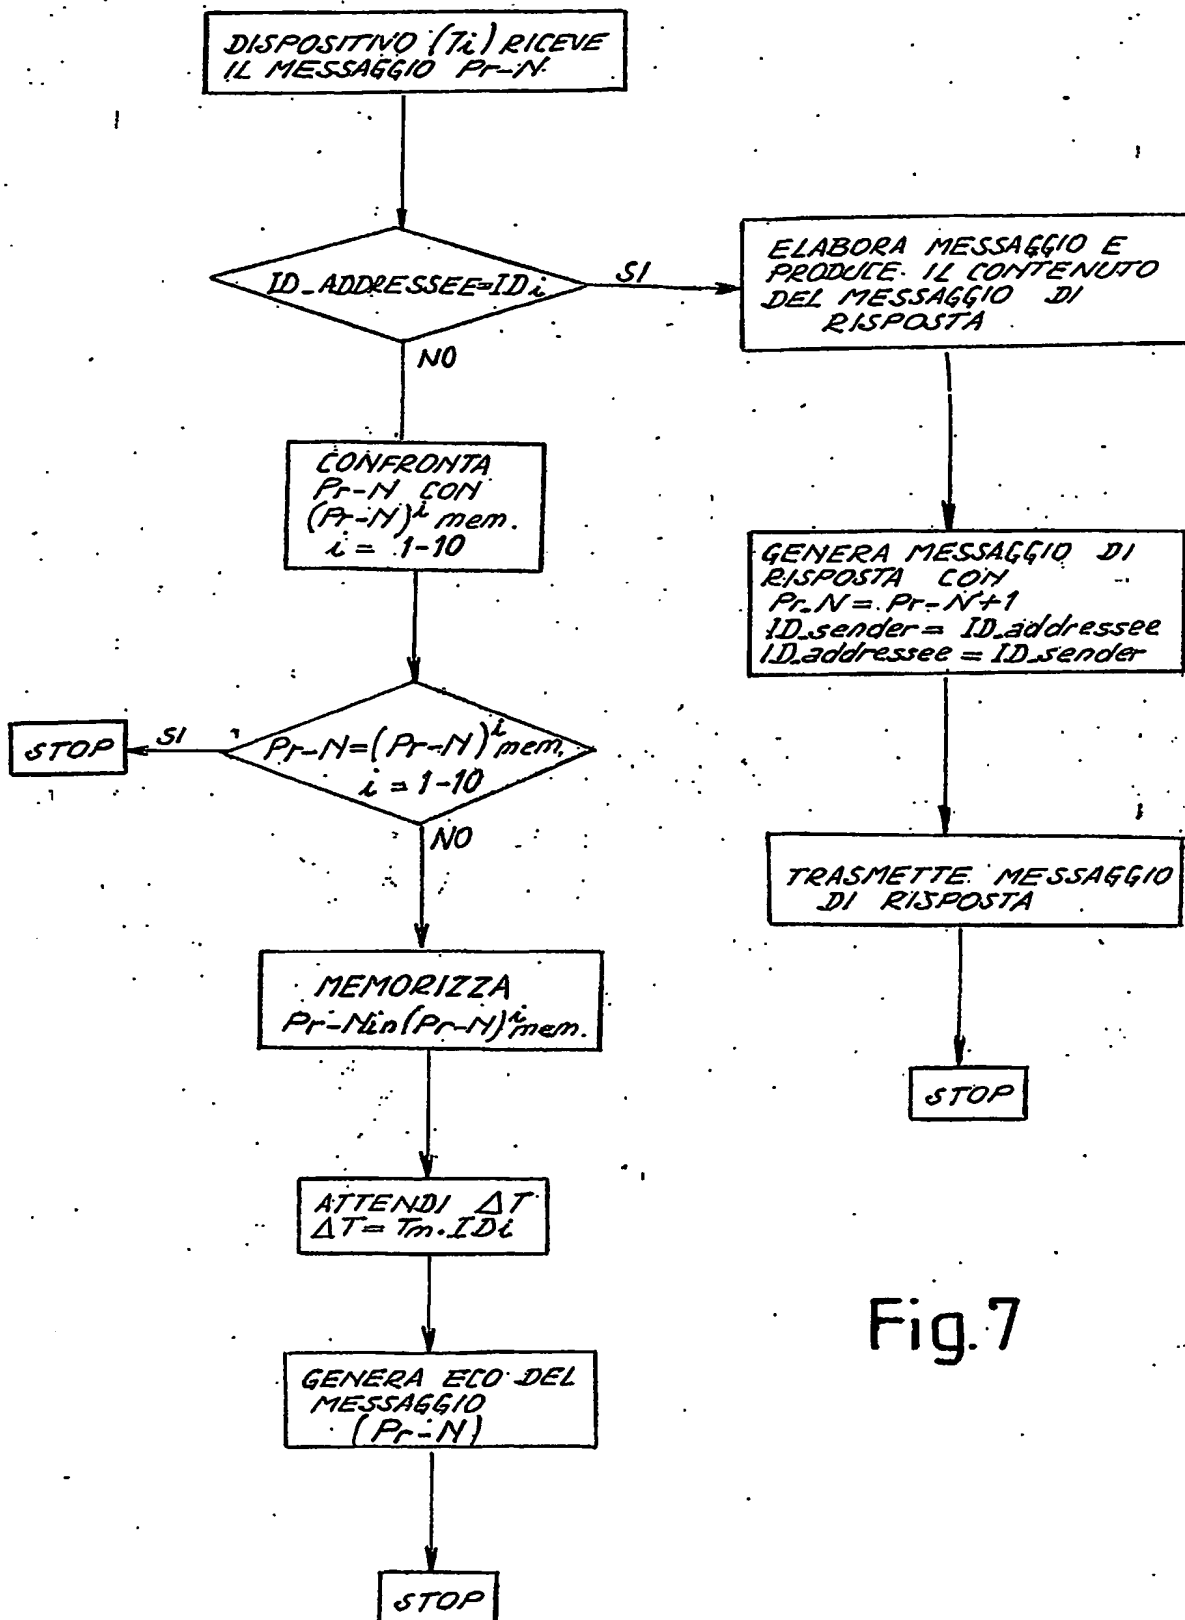 DISPOSITIVO (7i) RICEVE
IL MESSAGGIO Pr-N
ID_ADDRESSEE=IDi
SI
NO
ELABORA MESSAGGIO E
PRODUCE IL CONTENUTO
DEL MESSAGGIO DI
RISPOSTA
CONFRONTA
Pr-N CON
(Pr-N)^i mem.
i = 1-10
GENERA MESSAGGIO DI
RISPOSTA CON
Pr_N = Pr-N+1
ID_sender = ID_addressee
ID_addressee = ID_sender
Pr-N=(Pr-N)^i mem.
i = 1-10
SI
STOP
NO
TRASMETTE MESSAGGIO
DI RISPOSTA
STOP
MEMORIZZA
Pr-N in (Pr-N)^i mem.
ATTENDI ΔT
ΔT = Tm·IDi
GENERA ECO DEL
MESSAGGIO
(Pr-N)
STOP
Fig.7